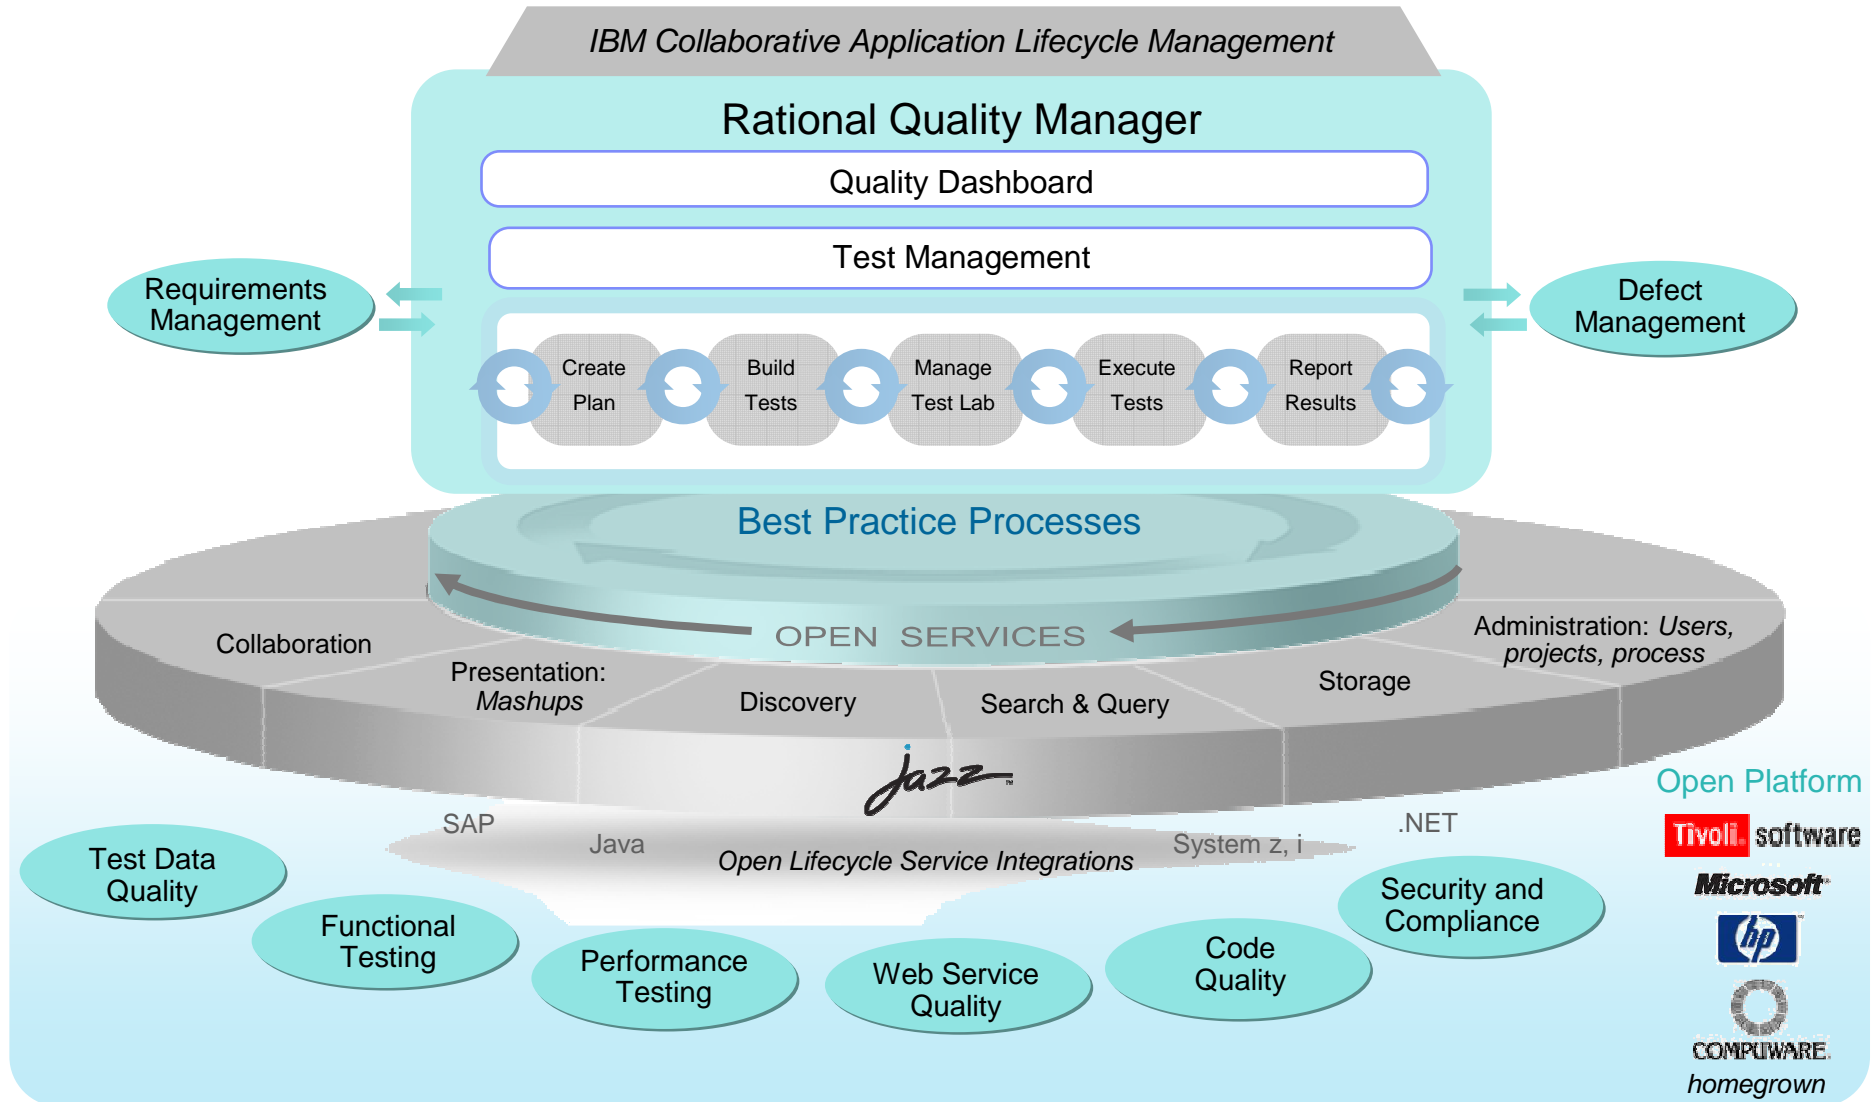 IBM Collaborative Application Lifecycle Management
Rational Quality Manager
Quality Dashboard
Test Management
Requirements
Management
Defect
Management
Create
Plan
Build
Tests
Manage
Test Lab
Execute
Tests
Report
Results
Best Practice Processes
OPEN SERVICES
Collaboration
Presentation:
Mashups
Discovery
Search & Query
Storage
Administration: Users,
projects, process
jazz™
Open Platform
Tivoli. software
Microsoft
hp
COMPUWARE.
homegrown
SAP
Java
Open Lifecycle Service Integrations
System z, i
.NET
Test Data
Quality
Functional
Testing
Performance
Testing
Web Service
Quality
Code
Quality
Security and
Compliance